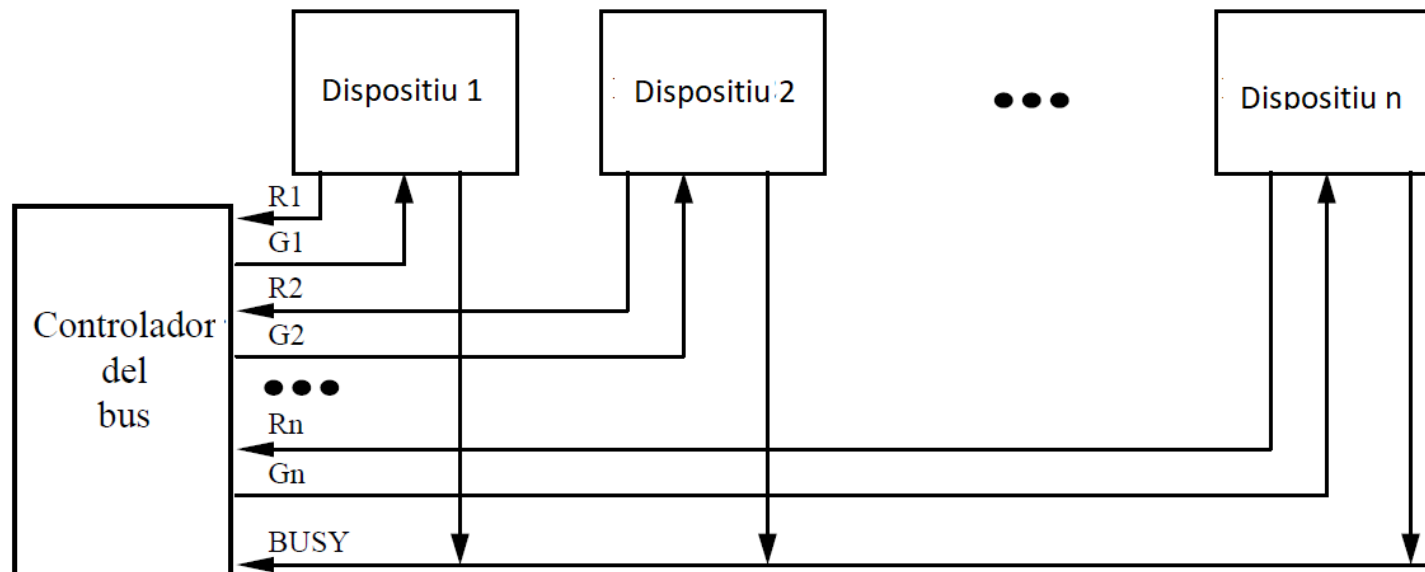 Dispositiu 1
Dispositiu 2
Dispositiu n
R1
G1
R2
G2
Controlador
del
bus
Rn
Gn
BUSY